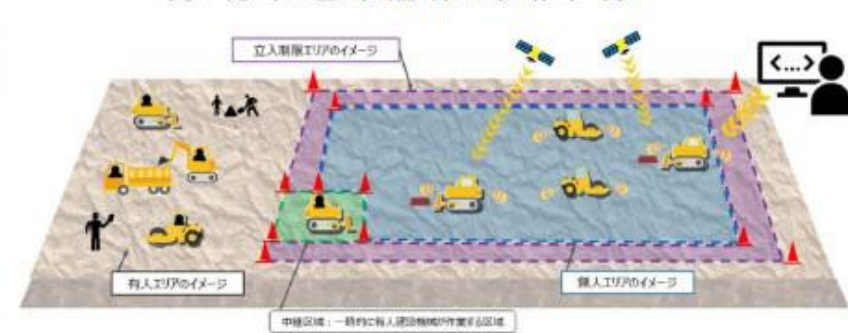 立入制限エリアのイメージ
<...>
有人エリアのイメージ
無人エリアのイメージ
中継区域：一時的に有人建設機械が作業する区域